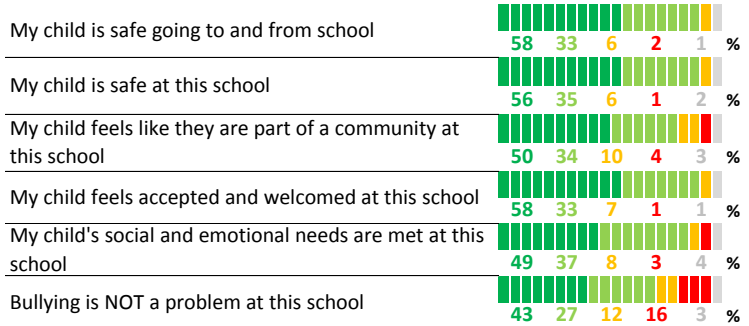 My child is safe going to and from school
58 33 6 2 1 %
My child is safe at this school
56 35 6 1 2 %
My child feels like they are part of a community at
this school
50 34 10 4 3 %
My child feels accepted and welcomed at this school
58 33 7 1 1 %
My child's social and emotional needs are met at this
school
49 37 8 3 4 %
Bullying is NOT a problem at this school
43 27 12 16 3 %